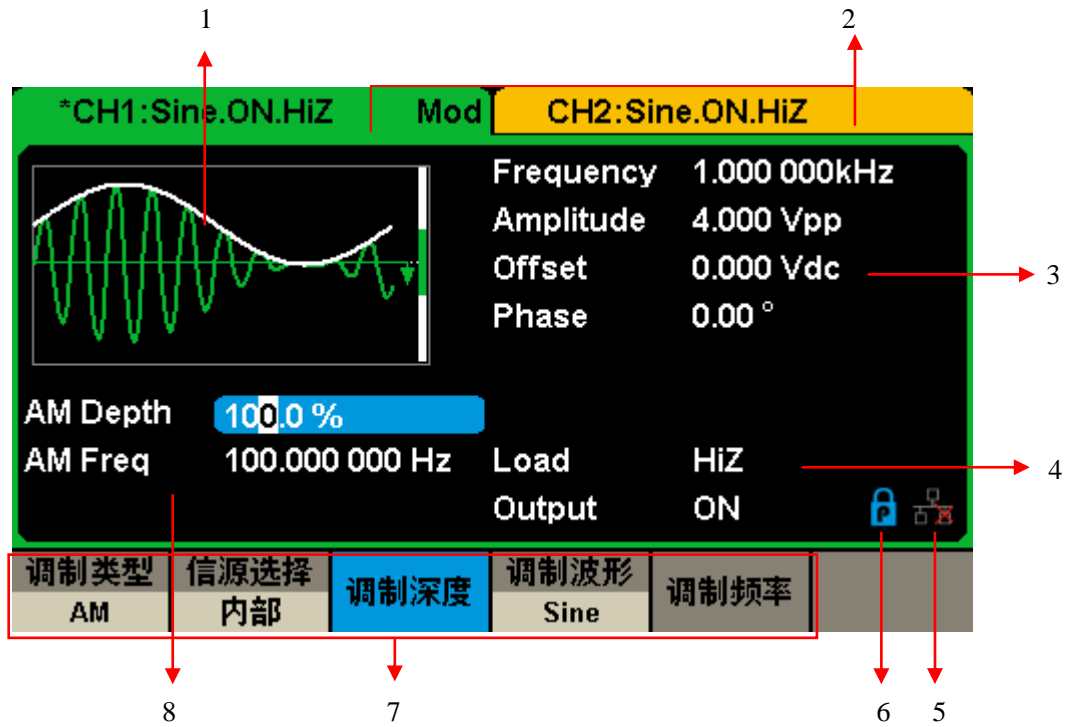 1
2
*CH1:Sine.ON.HiZ Mod
CH2:Sine.ON.HiZ
Frequency 1.000 000kHz
Amplitude 4.000 Vpp
Offset 0.000 Vdc
3
Phase 0.00 °
AM Depth 100.0 %
AM Freq 100.000 000 Hz
Load HiZ
4
Output ON
P
调制类型
AM
信源选择
内部
调制深度
调制波形
Sine
调制频率
8
7
6
5